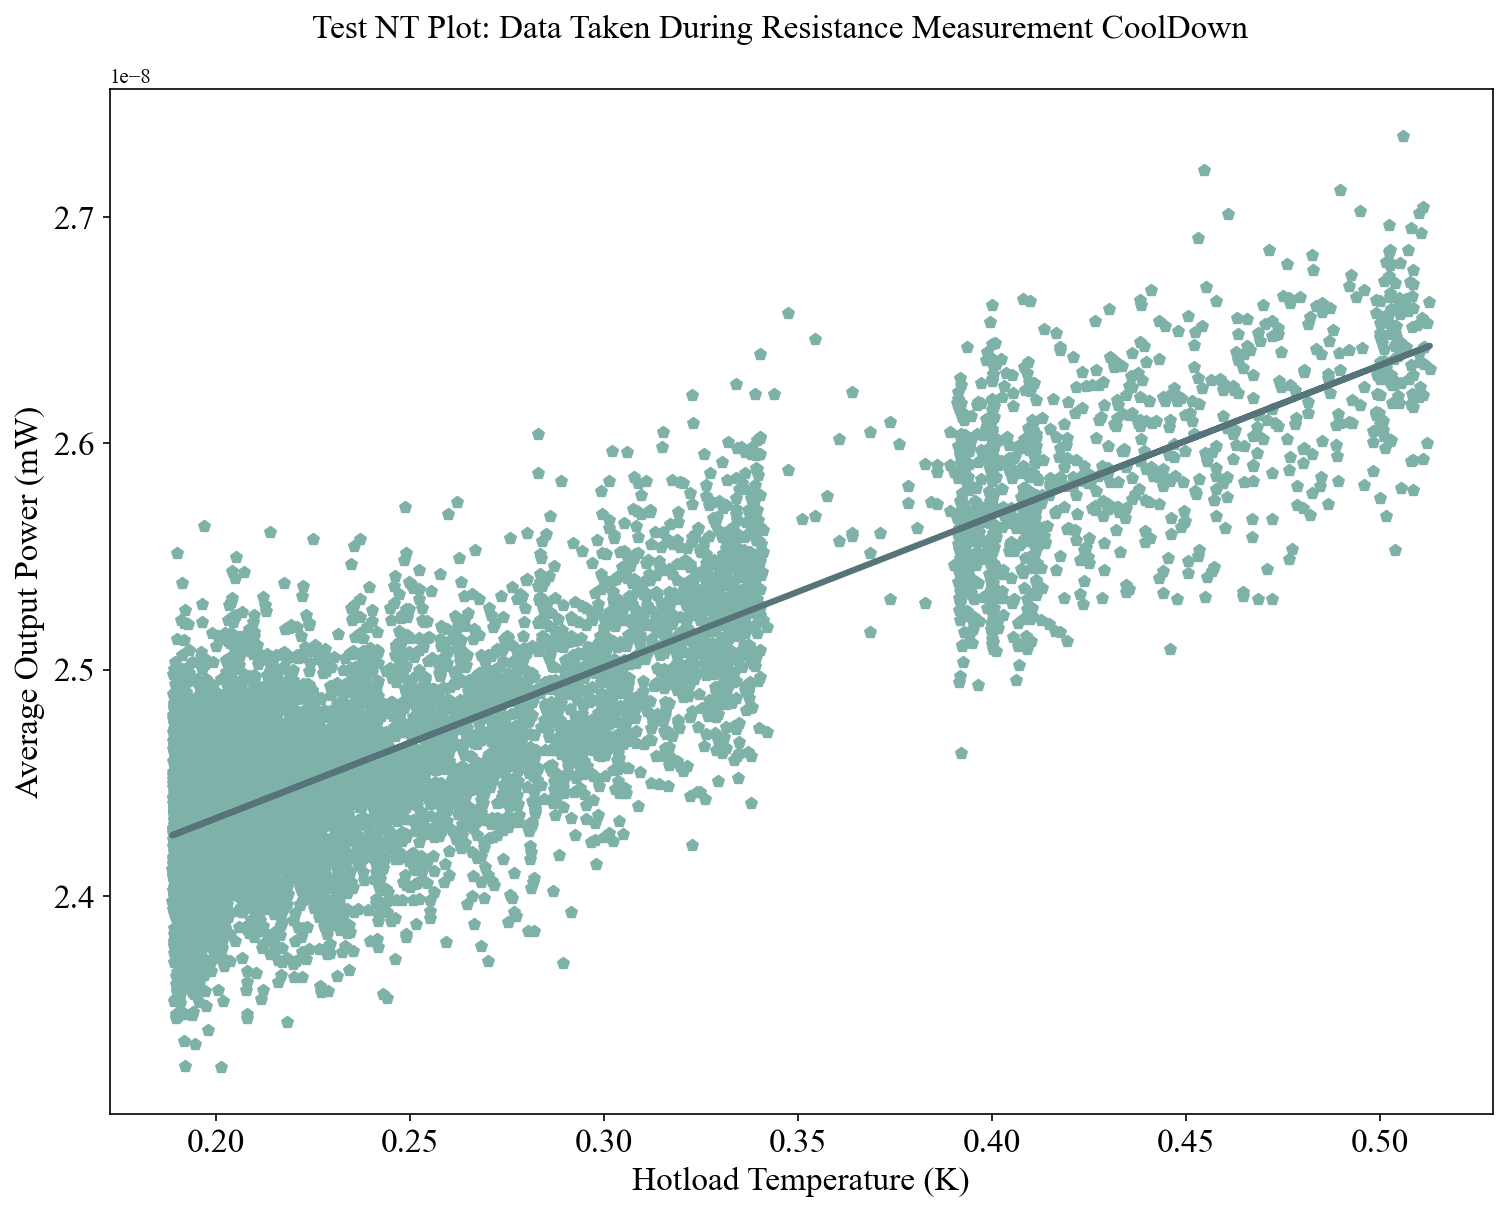 Test NT Plot: Data Taken During Resistance Measurement CoolDown
1e−8
2.7
2.6
2.5
2.4
Average Output Power (mW)
0.20 0.25 0.30 0.35 0.40 0.45 0.50
Hotload Temperature (K)